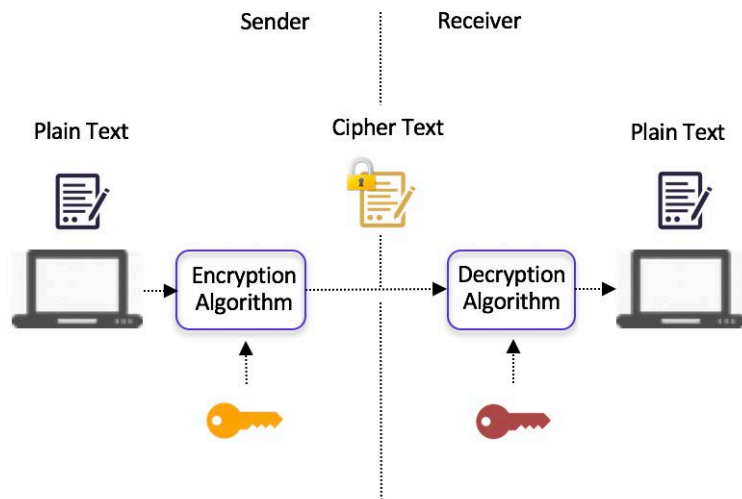 Sender
Receiver
Plain Text
Cipher Text
Plain Text
Encryption
Algorithm
Decryption
Algorithm